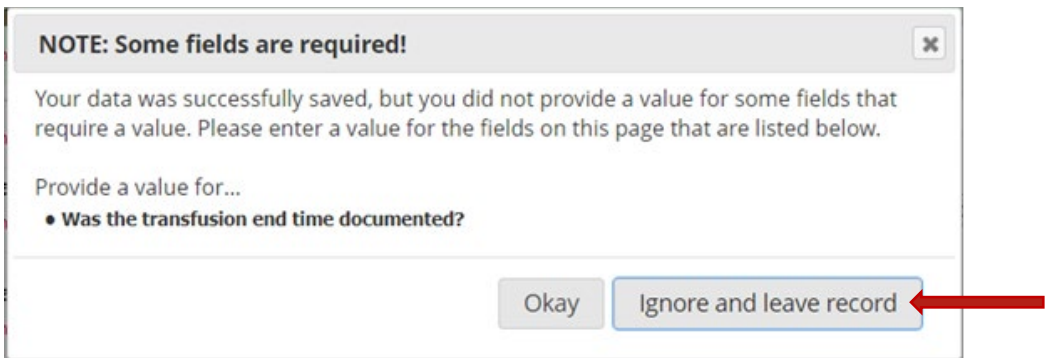 NOTE: Some fields are required!
Your data was successfully saved, but you did not provide a value for some fields that
require a value. Please enter a value for the fields on this page that are listed below.
Provide a value for...
• Was the transfusion end time documented?
Okay
Ignore and leave record